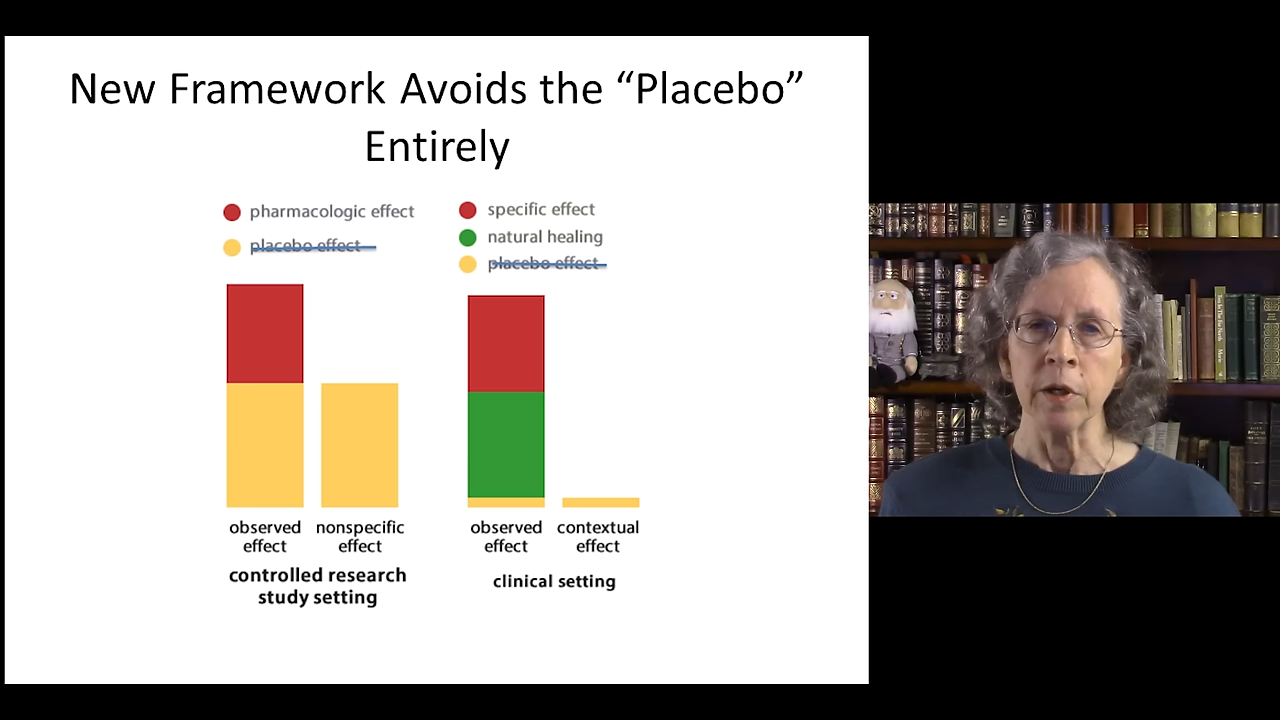 New Framework Avoids the “Placebo”
Entirely
pharmacologic effect
placebo effect
observed
effect
nonspecific
effect
controlled research
study setting
specific effect
natural healing
placebo effect
observed
effect
contextual
effect
clinical setting